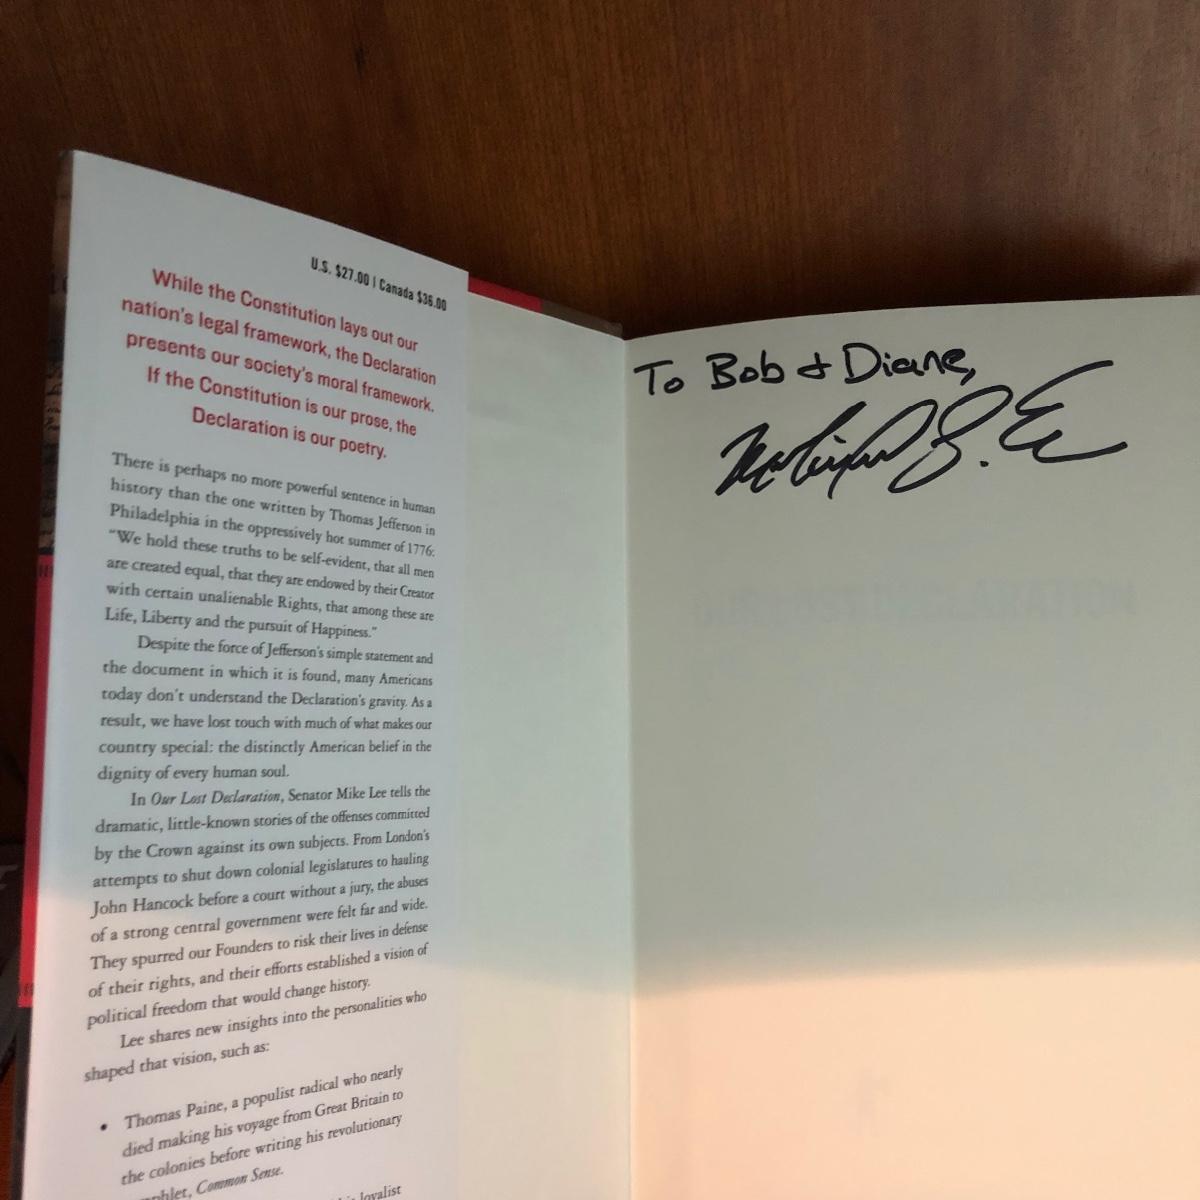 U.S. $27.00 | Canada $36.00
While the Constitution lays out our
nation's legal framework, the Declaration
presents our society's moral framework.
If the Constitution is our prose, the
Declaration is our poetry.
There is perhaps no more powerful sentence in human
history than the one written by Thomas Jefferson in
Philadelphia in the oppressively hot summer of 1776:
"We hold these truths to be self-evident, that all men
are created equal, that they are endowed by their Creator
with certain unalienable Rights, that among these are
Life, Liberty and the pursuit of Happiness."
Despite the force of Jefferson's simple statement and
the document in which it is found, many Americans
today don't understand the Declaration's gravity. As a
result, we have lost touch with much of what makes our
country special: the distinctly American belief in the
dignity of every human soul.
In Our Lost Declaration, Senator Mike Lee tells the
dramatic, little-known stories of the offenses committed
by the Crown against its own subjects. From London's
attempts to shut down colonial legislatures to hauling
John Hancock before a court without a jury, the abuses
of a strong central government were felt far and wide.
They spurred our Founders to risk their lives in defense
of their rights, and their efforts established a vision of
political freedom that would change history.
Lee shares new insights into the personalities who
shaped that vision, such as:
• Thomas Paine, a populist radical who nearly
died making his voyage from Great Britain to
the colonies before writing his revolutionary
phlet, Common Sense.
loyalist
To Bob & Diane,